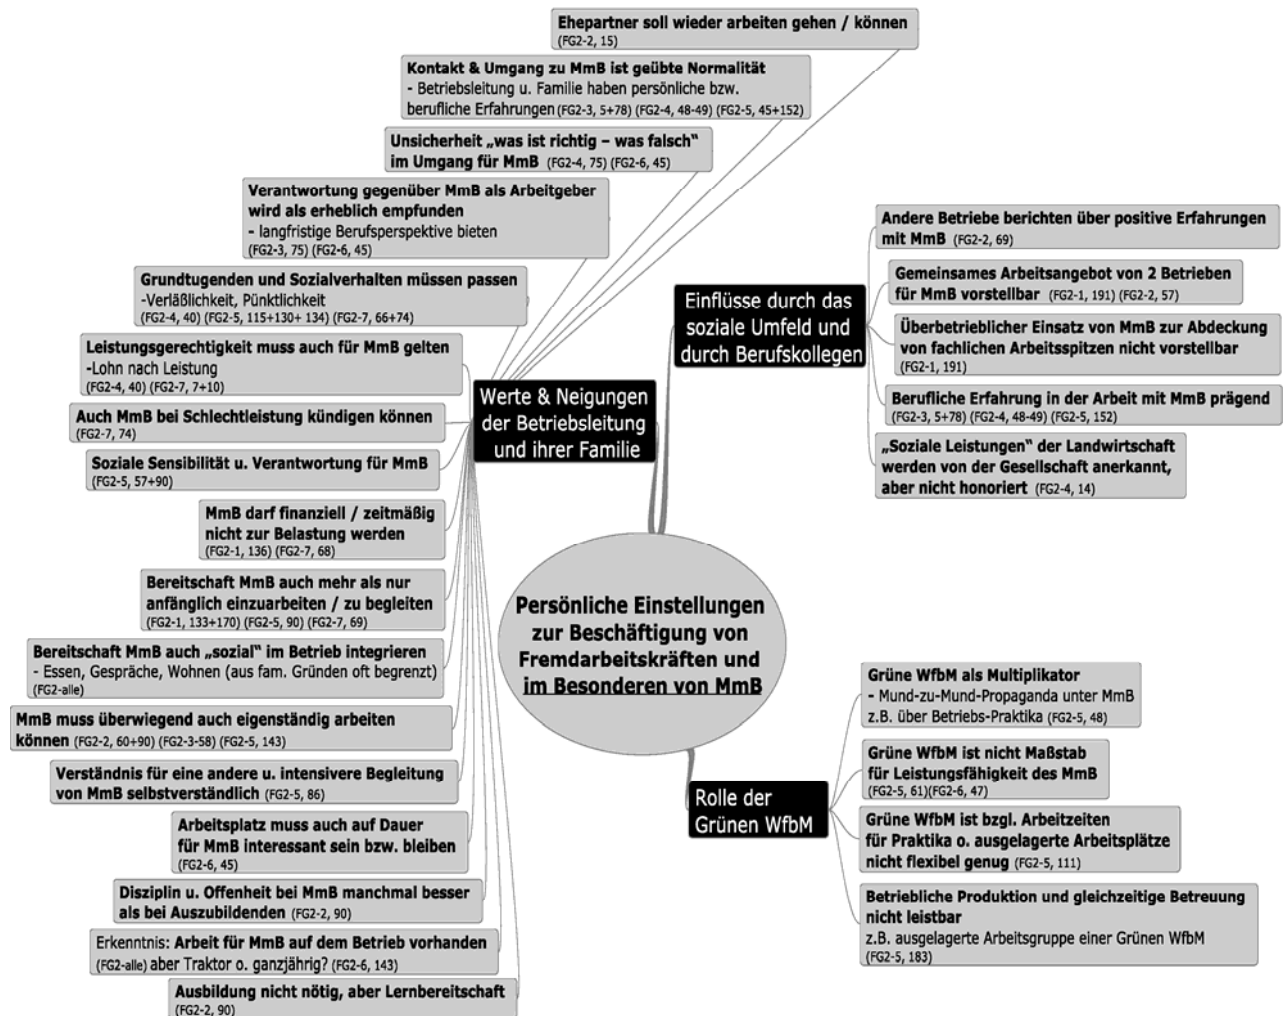 Ehepartner soll wieder arbeiten gehen / können
(FG2-2, 15)
Kontakt & Umgang zu MmB ist geübte Normalität
- Betriebsleitung u. Familie haben persönliche bzw.
berufliche Erfahrungen (FG2-3, 5+78) (FG2-4, 48-49) (FG2-5, 45+152)
Unsicherheit „was ist richtig – was falsch“
im Umgang für MmB (FG2-4, 75) (FG2-6, 45)
Verantwortung gegenüber MmB als Arbeitgeber
wird als erheblich empfunden
- langfristige Berufsperspektive bieten
(FG2-3, 75) (FG2-6, 45)
Grundtugenden und Sozialverhalten müssen passen
-Verläßlichkeit, Pünktlichkeit
(FG2-4, 40) (FG2-5, 115+130+ 134) (FG2-7, 66+74)
Leistungsgerechtigkeit muss auch für MmB gelten
-Lohn nach Leistung
(FG2-4, 40) (FG2-7, 7+10)
Auch MmB bei Schlechtleistung kündigen können
(FG2-7, 74)
Soziale Sensibilität u. Verantwortung für MmB
(FG2-5, 57+90)
MmB darf finanziell / zeitmäßig
nicht zur Belastung werden
(FG2-1, 136) (FG2-7, 68)
Bereitschaft MmB auch mehr als nur
anfänglich einzuarbeiten / zu begleiten
(FG2-1, 133+170) (FG2-5, 90) (FG2-7, 69)
Bereitschaft MmB auch „sozial“ im Betrieb integrieren
- Essen, Gespräche, Wohnen (aus fam. Gründen oft begrenzt)
(FG2-alle)
MmB muss überwiegend auch eigenständig arbeiten
können (FG2-2, 60+90) (FG2-3-58) (FG2-5, 143)
Verständnis für eine andere u. intensivere Begleitung
von MmB selbstverständlich (FG2-5, 86)
Arbeitsplatz muss auch auf Dauer
für MmB interessant sein bzw. bleiben
(FG2-6, 45)
Disziplin u. Offenheit bei MmB manchmal besser
als bei Auszubildenden (FG2-2, 90)
Erkenntnis: Arbeit für MmB auf dem Betrieb vorhanden
(FG2-alle) aber Traktor o. ganzjährig? (FG2-6, 143)
Ausbildung nicht nötig, aber Lernbereitschaft
(FG2-2, 90)
Werte & Neigungen
der Betriebsleitung
und ihrer Familie
Persönliche Einstellungen
zur Beschäftigung von
Fremdarbeitskräften und
im Besonderen von MmB
Einflüsse durch das
soziale Umfeld und
durch Berufskollegen
Andere Betriebe berichten über positive Erfahrungen
mit MmB (FG2-2, 69)
Gemeinsames Arbeitsangebot von 2 Betrieben
für MmB vorstellbar (FG2-1, 191) (FG2-2, 57)
Überbetrieblicher Einsatz von MmB zur Abdeckung
von fachlichen Arbeitsspitzen nicht vorstellbar
(FG2-1, 191)
Berufliche Erfahrung in der Arbeit mit MmB prägend
(FG2-3, 5+78) (FG2-4, 48-49) (FG2-5, 152)
„Soziale Leistungen“ der Landwirtschaft
werden von der Gesellschaft anerkannt,
aber nicht honoriert (FG2-4, 14)
Rolle der
Grünen WfbM
Grüne WfbM als Multiplikator
- Mund-zu-Mund-Propaganda unter MmB
z.B. über Betriebs-Praktika (FG2-5, 48)
Grüne WfbM ist nicht Maßstab
für Leistungsfähigkeit des MmB
(FG2-5, 61)(FG2-6, 47)
Grüne WfbM ist bzgl. Arbeitzeiten
für Praktika o. ausgelagerte Arbeitsplätze
nicht flexibel genug (FG2-5, 111)
Betriebliche Produktion und gleichzeitige Betreuung
nicht leistbar
z.B. ausgelagerte Arbeitsgruppe einer Grünen WfbM
(FG2-5, 183)